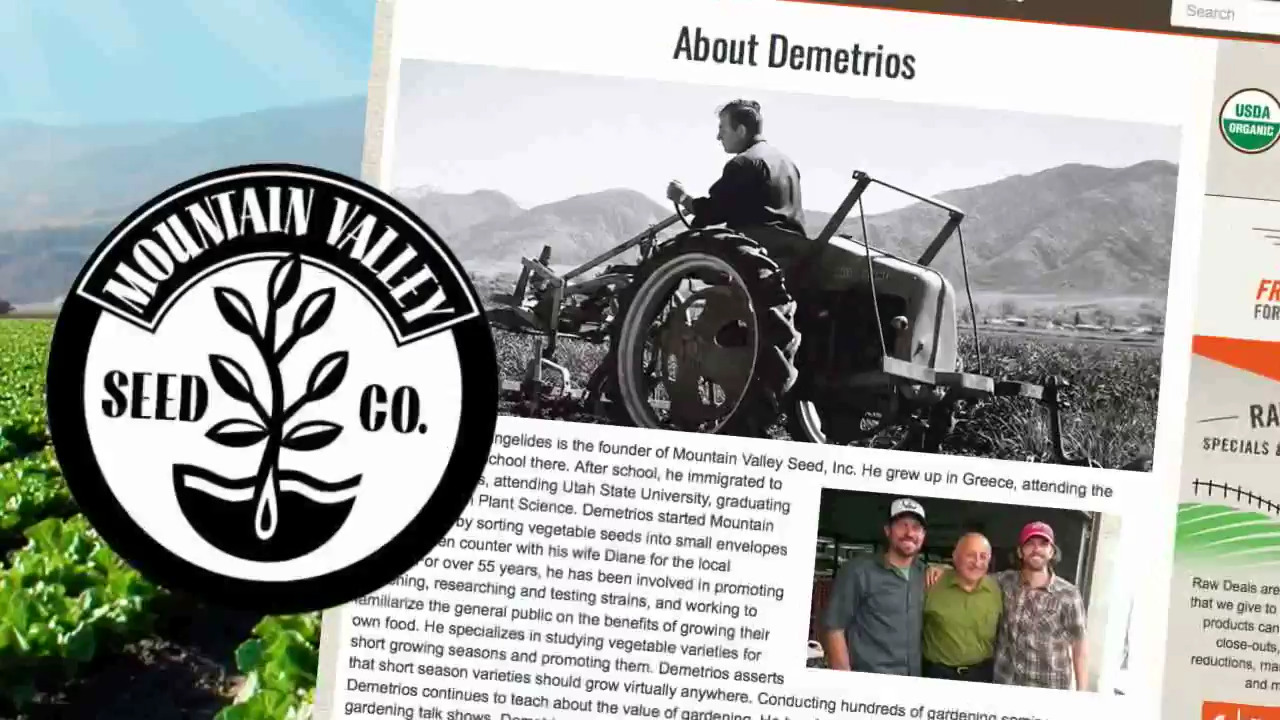 Search
About Demetrios
USDA
ORGANIC
MOUNTAIN VALLEY
SEED CO.
ngelides is the founder of Mountain Valley Seed, Inc. He grew up in Greece, attending the
chool there. After school, he immigrated to
s, attending Utah State University, graduating
Plant Science. Demetrios started Mountain
by sorting vegetable seeds into small envelopes
en counter with his wife Diane for the local
or over 55 years, he has been involved in promoting
ning, researching and testing strains, and working to
familiarize the general public on the benefits of growing their
own food. He specializes in studying vegetable varieties for
short growing seasons and promoting them. Demetrios asserts
that short season varieties should grow virtually anywhere. Conducting hundreds of gardening
Demetrios continues to teach about the value of gardening. He
gardening talk shows.
FR
FOR
RA
SPECIALS &
Raw Deals are
that we give to
products can
close-outs,
reductions, ma
and m